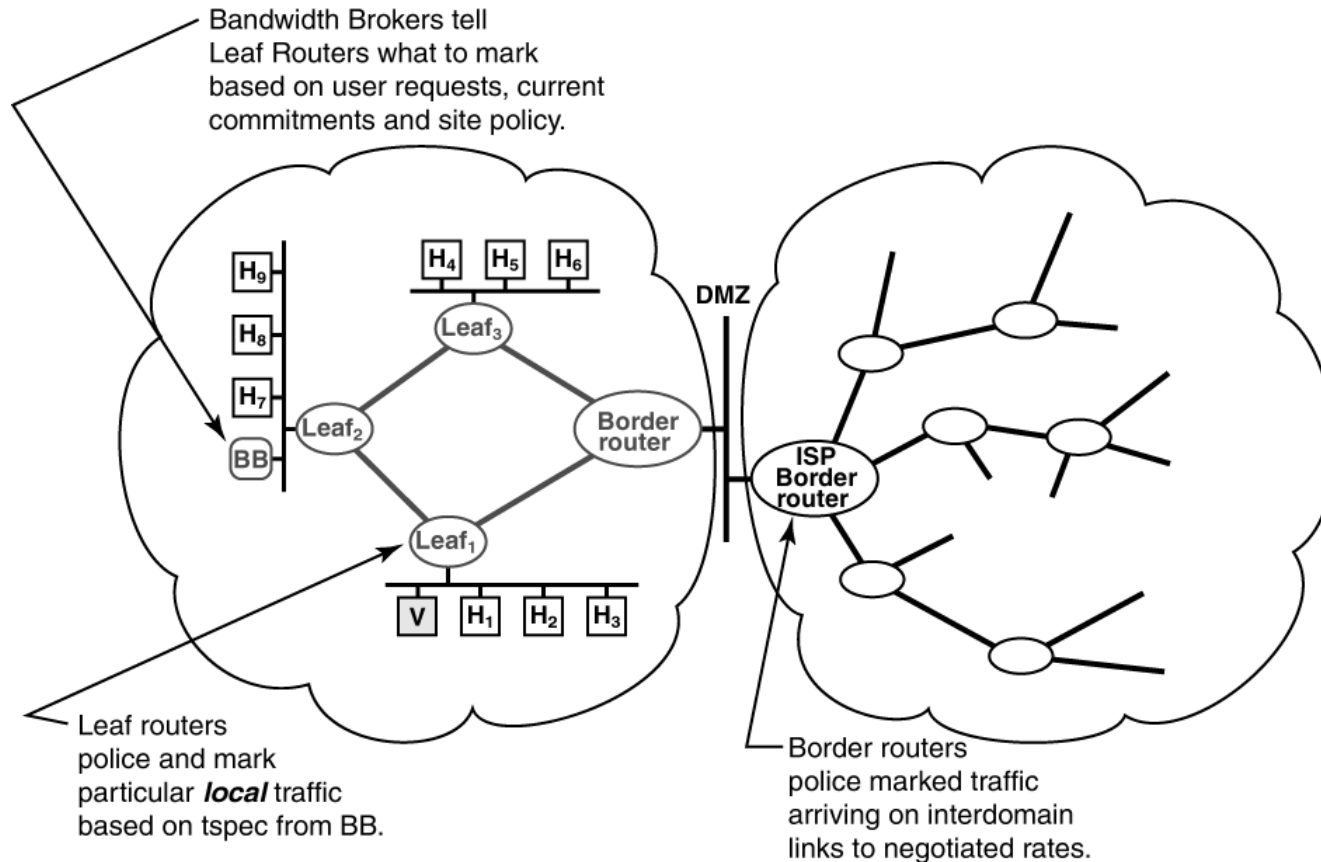 Bandwidth Brokers tell
Leaf Routers what to mark
based on user requests, current
commitments and site policy.
H₉
H₈
H₇
BB
Leaf₂
H₄
H₅
H₆
Leaf₃
Border
router
Leaf₁
V
H₁
H₂
H₃
DMZ
ISP
Border
router
Leaf routers
police and mark
particular local traffic
based on tspec from BB.
Border routers
police marked traffic
arriving on interdomain
links to negotiated rates.